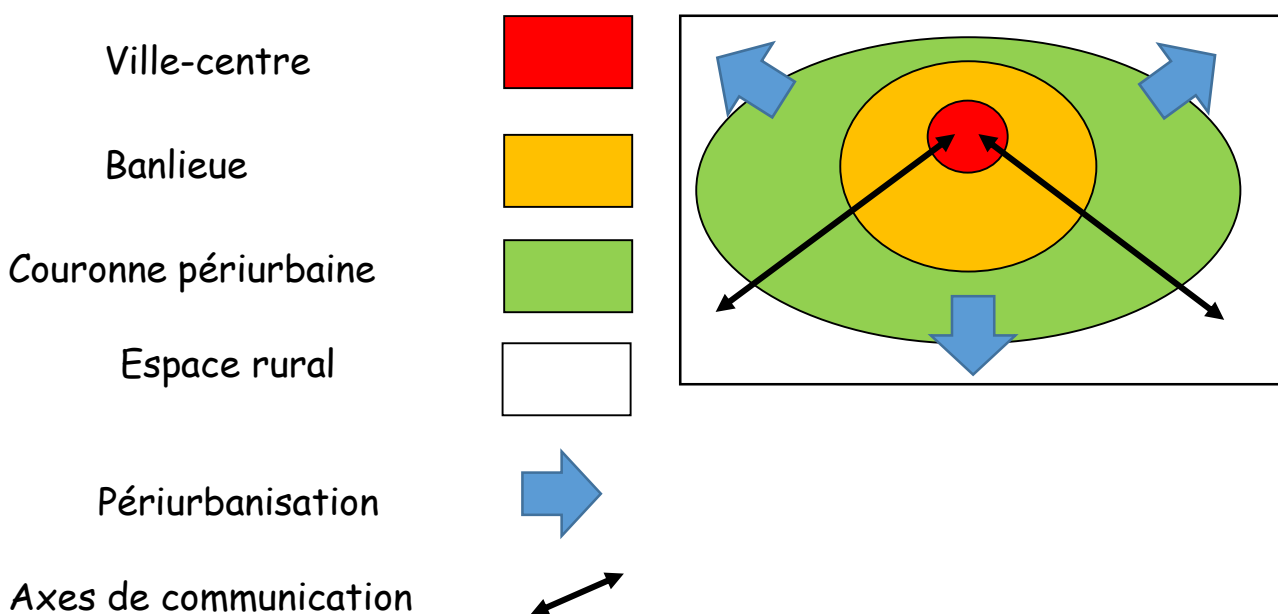 Ville-centre
Banlieue
Couronne périurbaine
Espace rural
Périurbanisation
Axes de communication